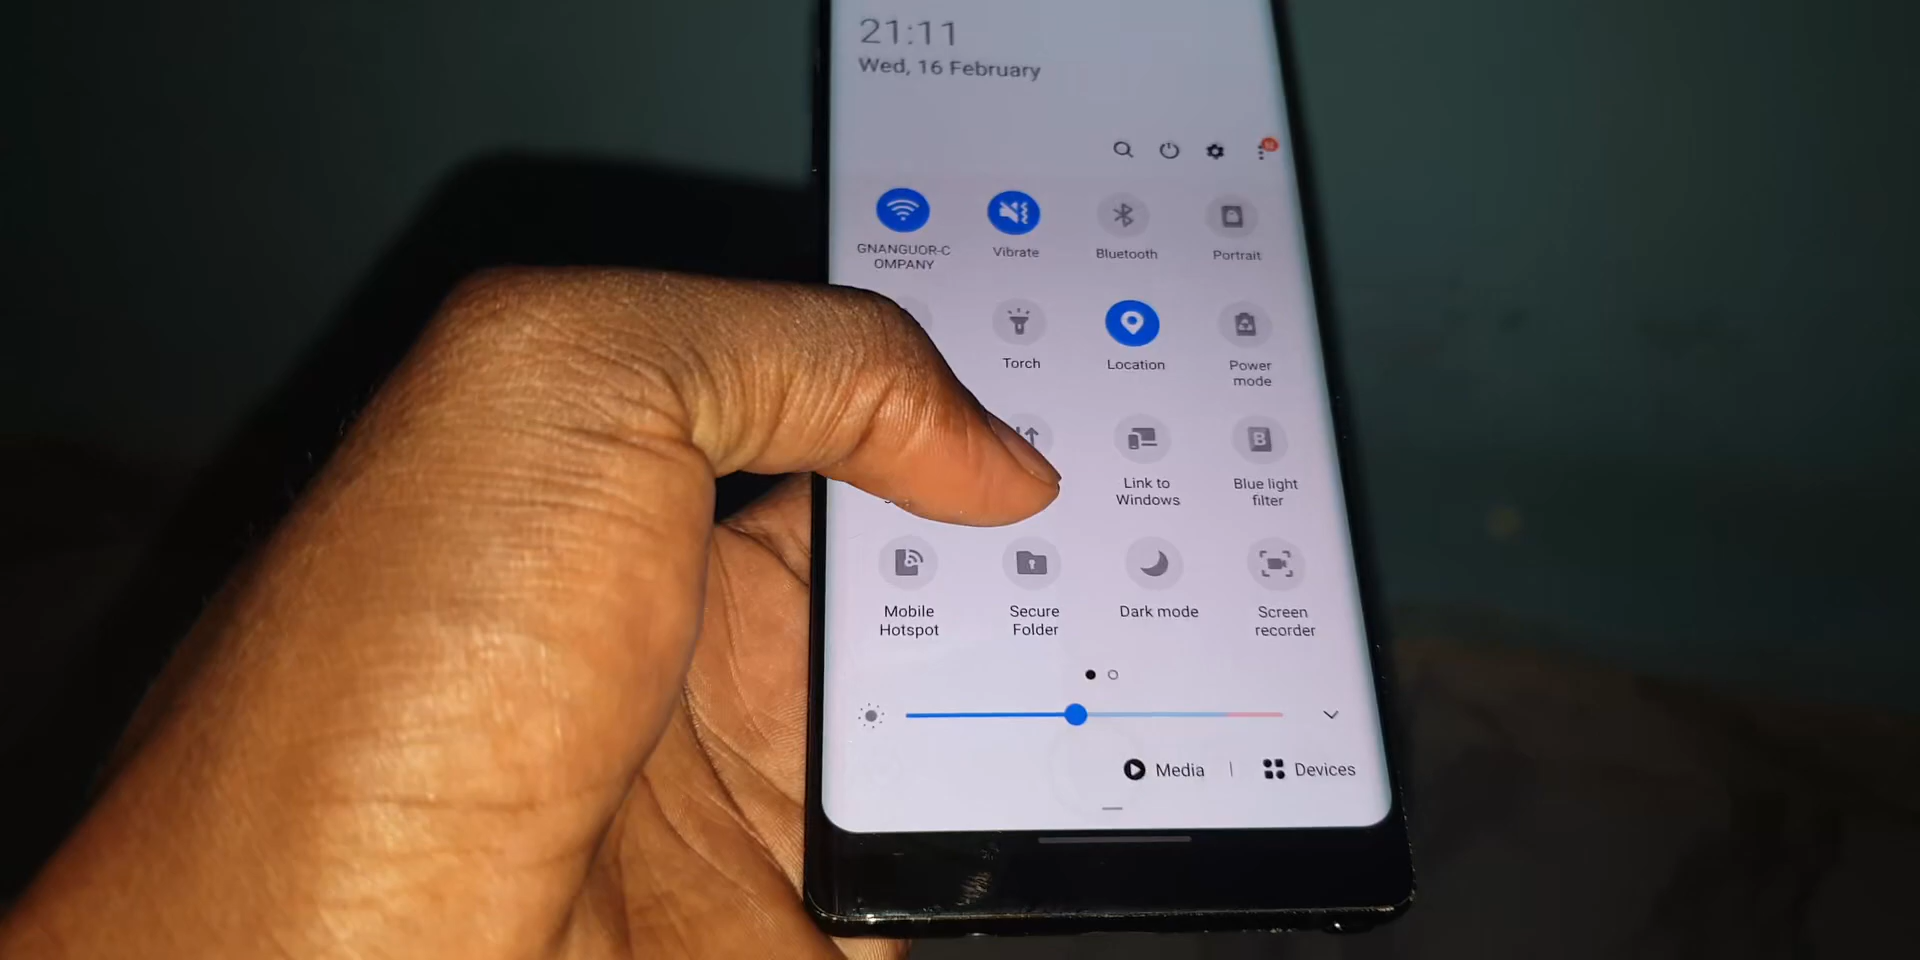 21:11
Wed, 16 February
GNANGUOR-C
OMPANY
Vibrate
Bluetooth
Portrait
Torch
Location
Power
mode
Link to
Windows
Blue light
filter
Mobile
Hotspot
Secure
Folder
Dark mode
Screen
recorder
Media
Devices